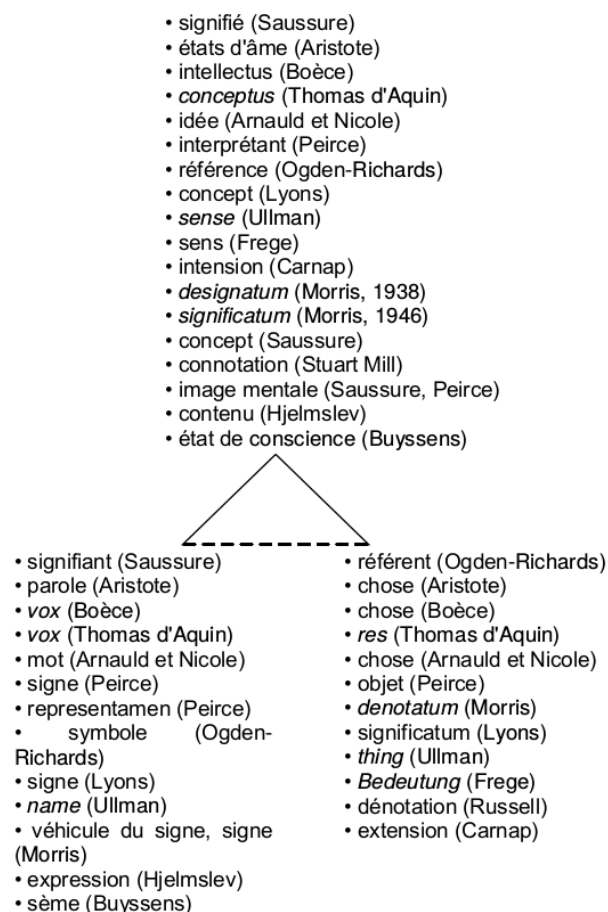 • signifié (Saussure)
• états d'âme (Aristote)
• intellectus (Boèce)
• conceptus (Thomas d'Aquin)
• idée (Arnauld et Nicole)
• interprétant (Peirce)
• référence (Ogden-Richards)
• concept (Lyons)
• sense (Ullman)
• sens (Frege)
• intension (Carnap)
• designatum (Morris, 1938)
• significatum (Morris, 1946)
• concept (Saussure)
• connotation (Stuart Mill)
• image mentale (Saussure, Peirce)
• contenu (Hjelmslev)
• état de conscience (Buyssens)
• signifiant (Saussure)
• parole (Aristote)
• vox (Boèce)
• vox (Thomas d'Aquin)
• mot (Arnauld et Nicole)
• signe (Peirce)
• representamen (Peirce)
• symbole (Ogden-
Richards)
• signe (Lyons)
• name (Ullman)
• véhicule du signe, signe
(Morris)
• expression (Hjelmslev)
• sème (Buyssens)
• référent (Ogden-Richards)
• chose (Aristote)
• chose (Boèce)
• res (Thomas d'Aquin)
• chose (Arnauld et Nicole)
• objet (Peirce)
• denotatum (Morris)
• significatum (Lyons)
• thing (Ullman)
• Bedeutung (Frege)
• dénotation (Russell)
• extension (Carnap)